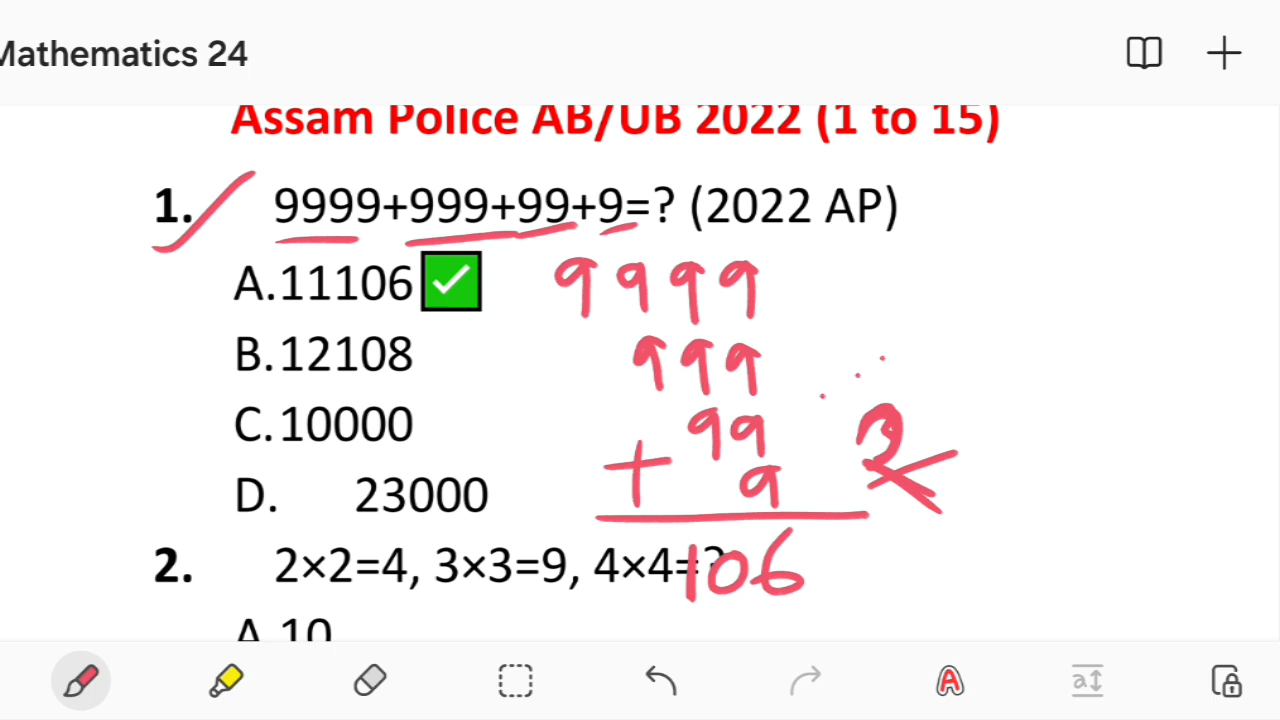 Mathematics 24
Assam Police AB/UB 2022 (1 to 15)
1. 9999+999+99+9=? (2022 AP)
A.11106
9999
B.12108
999
C.10000
99
D. 23000
+ 9
2. 2×2=4, 3×3=9, 4×4=?
106
A.10